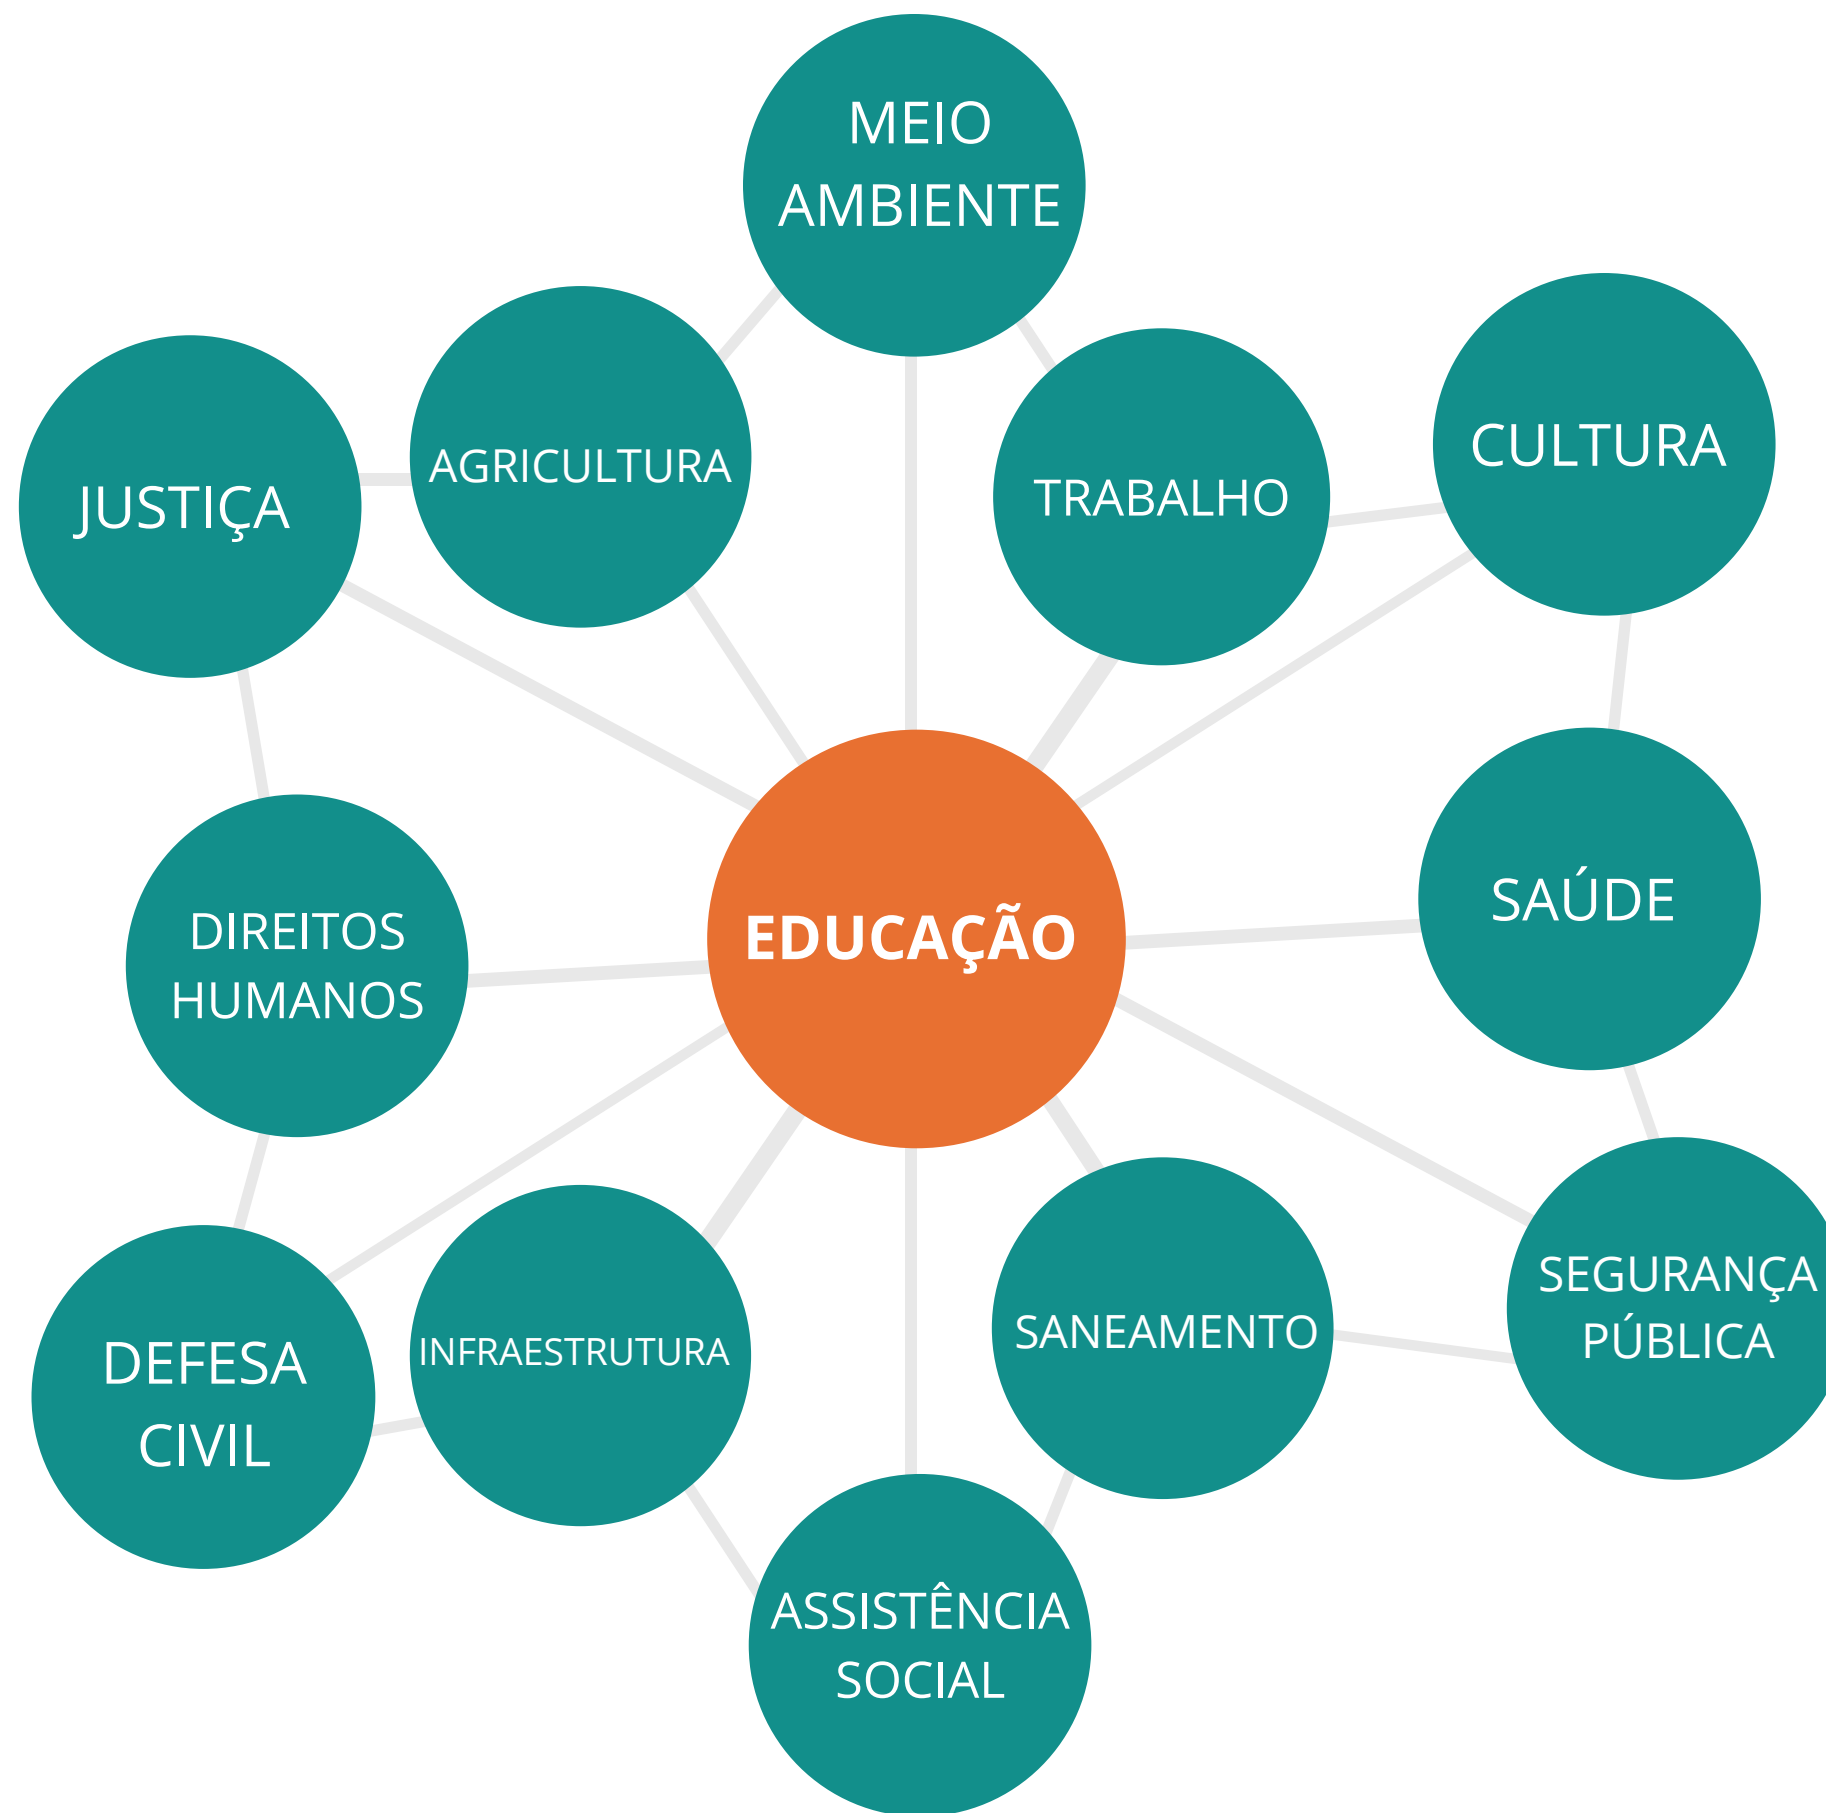 MEIO
AMBIENTE
CULTURA
AGRICULTURA
TRABALHO
JUSTIÇA
SAÚDE
DIREITOS
HUMANOS
EDUCAÇÃO
SEGURANÇA
PÚBLICA
SANEAMENTO
INFRAESTRUTURA
DEFESA
CIVIL
ASSISTÊNCIA
SOCIAL